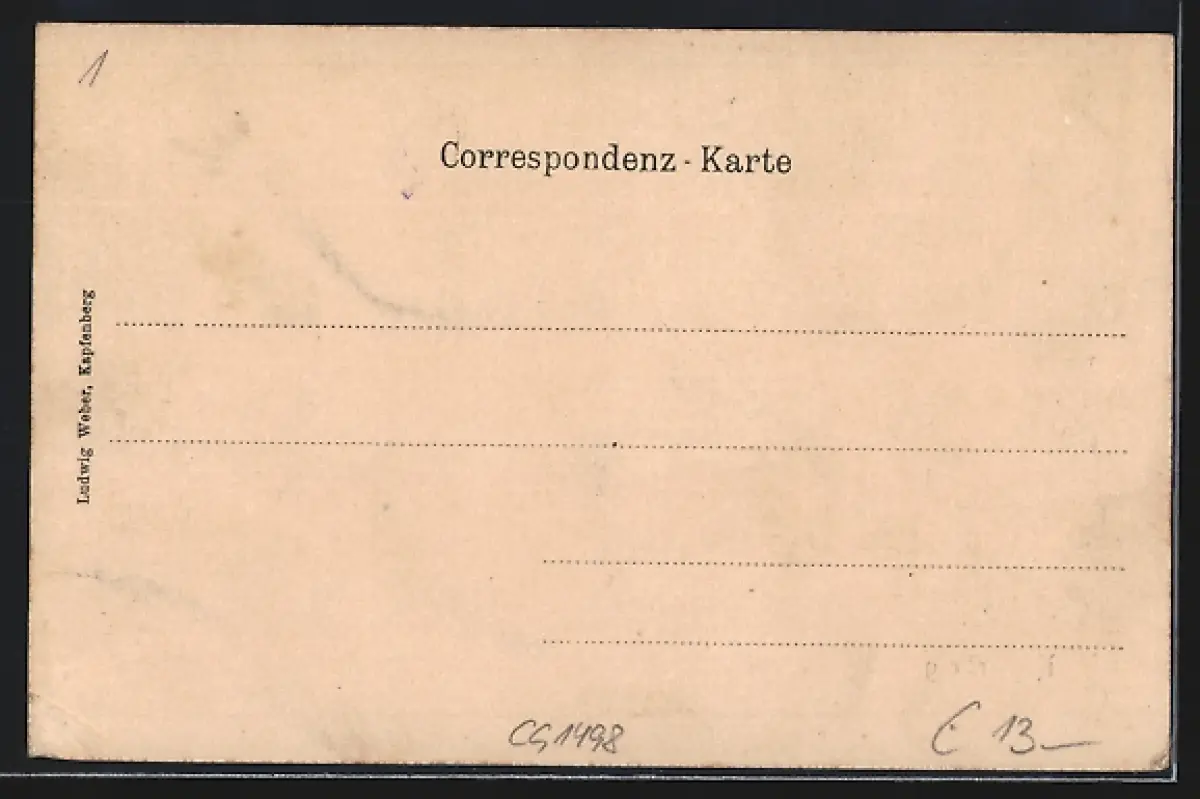 1
Correspondenz - Karte
Ludwig Weber, Kapfenberg
CG1498
€ 13.—